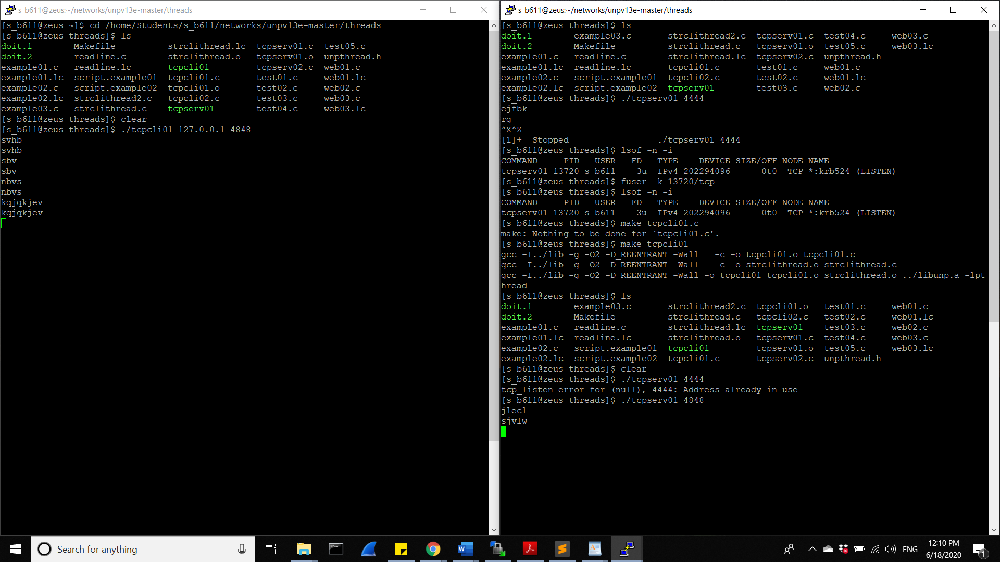 s_b611@zeus:~/networks/unpv13e-master/threads
[s_b611@zeus ~]$ cd /home/Students/s_b611/networks/unpv13e-master/threads
[s_b611@zeus threads]$ ls
doit.1 Makefile strclithread.lc tcpserv01.c test05.c
doit.2 readline.c strclithread.o tcpserv01.o unpthread.h
example01.c readline.lc tcpcli01 tcpserv02.c web01.c
example01.lc script.example01 tcpcli01.c test01.c web01.lc
example02.c script.example02 tcpcli01.o test02.c web02.c
example02.lc strclithread2.c tcpcli02.c test03.c web03.c
example03.c strclithread.c tcpserv01 test04.c web03.lc
[s_b611@zeus threads]$ clear
[s_b611@zeus threads]$ ./tcpcli01 127.0.0.1 4848
svhb
svhb
sbv
sbv
nbvs
nbvs
kqjqkjev
kqjqkjev
s_b611@zeus:~/networks/unpv13e-master/threads
[s_b611@zeus threads]$ ls
doit.1 example03.c strclithread2.c tcpserv01.c test04.c web03.c
doit.2 Makefile strclithread.c tcpserv01.o test05.c web03.lc
example01.c readline.c strclithread.lc tcpserv02.c unpthread.h
example01.lc readline.lc tcpcli01.c test01.c web01.c
example02.c script.example01 tcpcli02.c test02.c web01.lc
example02.lc script.example02 tcpserv01 test03.c web02.c
[s_b611@zeus threads]$ ./tcpserv01 4444
ejfbk
rg
^X^Z
[1]+ Stopped ./tcpserv01 4444
[s_b611@zeus threads]$ lsof -n -i
COMMAND PID USER FD TYPE DEVICE SIZE/OFF NODE NAME
tcpserv01 13720 s_b611 3u IPv4 202294096 0t0 TCP *:krb524 (LISTEN)
[s_b611@zeus threads]$ fuser -k 13720/tcp
[s_b611@zeus threads]$ lsof -n -i
COMMAND PID USER FD TYPE DEVICE SIZE/OFF NODE NAME
tcpserv01 13720 s_b611 3u IPv4 202294096 0t0 TCP *:krb524 (LISTEN)
[s_b611@zeus threads]$ make tcpcli01.c
make: Nothing to be done for `tcpcli01.c'.
[s_b611@zeus threads]$ make tcpcli01
gcc -I../lib -g -O2 -D_REENTRANT -Wall -c -o tcpcli01.o tcpcli01.c
gcc -I../lib -g -O2 -D_REENTRANT -Wall -c -o strclithread.o strclithread.c
gcc -I../lib -g -O2 -D_REENTRANT -Wall -o tcpcli01 tcpcli01.o strclithread.o ../libunp.a -lpt
hread
[s_b611@zeus threads]$ ls
doit.1 example03.c strclithread2.c tcpcli01.o test01.c web01.c
doit.2 Makefile strclithread.c tcpcli02.c test02.c web01.lc
example01.c readline.c strclithread.lc tcpserv01 test03.c web02.c
example01.lc readline.lc strclithread.o tcpserv01.c test04.c web03.c
example02.c script.example01 tcpcli01 tcpserv01.o test05.c web03.lc
example02.lc script.example02 tcpcli01.c tcpserv02.c unpthread.h
[s_b611@zeus threads]$ clear
[s_b611@zeus threads]$ ./tcpserv01 4444
tcp_listen error for (null), 4444: Address already in use
[s_b611@zeus threads]$ ./tcpserv01 4848
jlecl
sjvlw
Search for anything
ENG
12:10 PM
6/18/2020
1